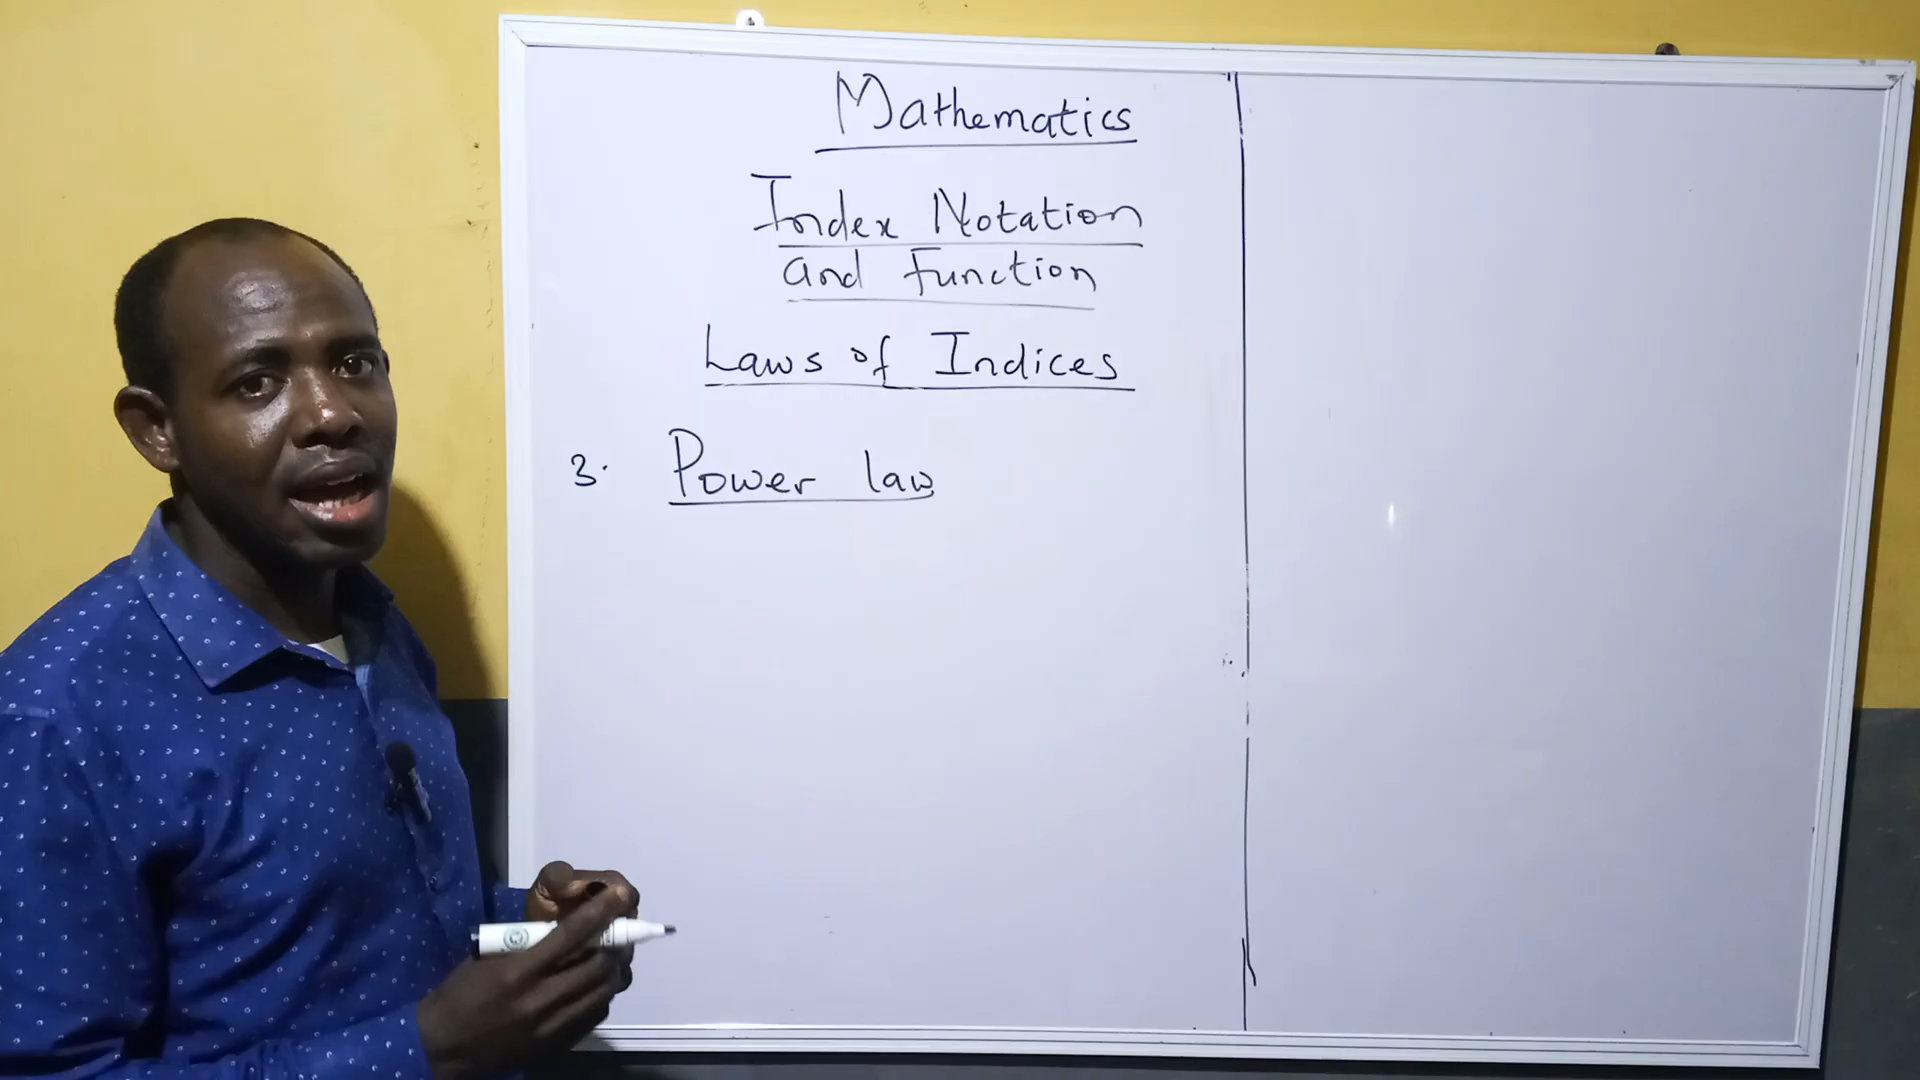 Mathematics
Index Notation
and Function
Laws of Indices
3. Power law